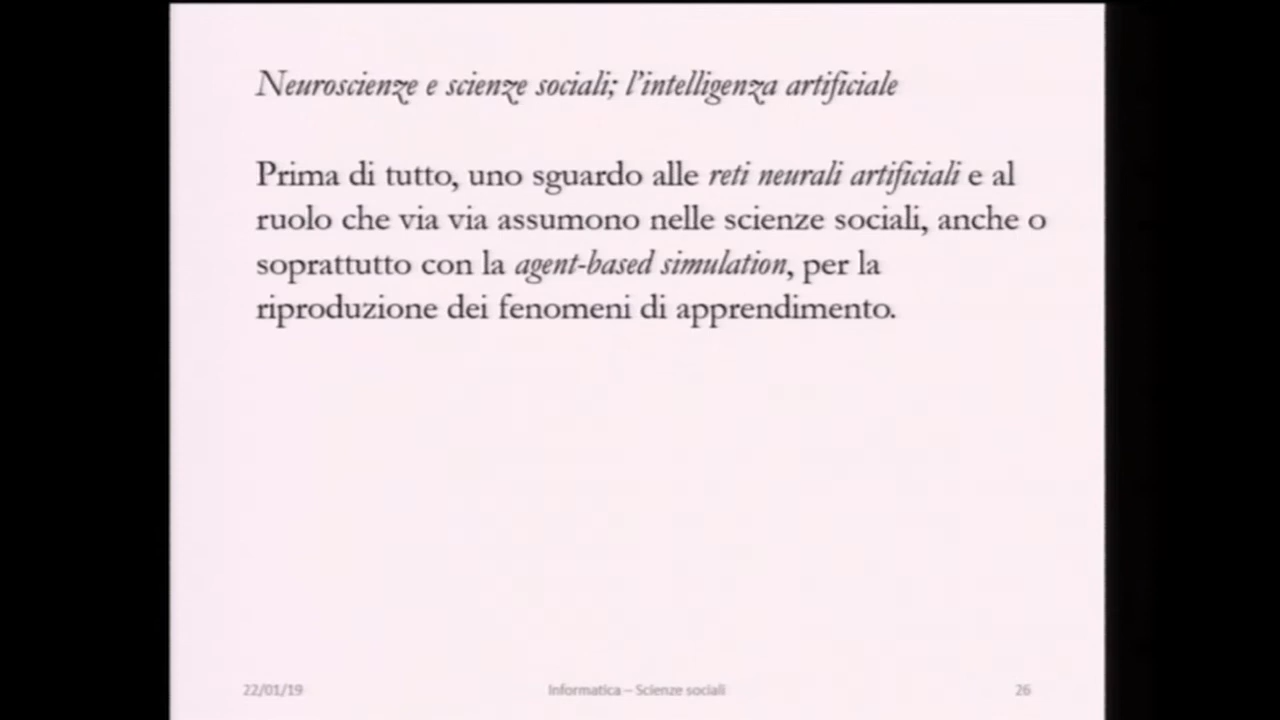 Neuroscienze e scienze sociali; l'intelligenza artificiale
Prima di tutto, uno sguardo alle reti neurali artificiali e al
ruolo che via via assumono nelle scienze sociali, anche o
soprattutto con la agent-based simulation, per la
riproduzione dei fenomeni di apprendimento.
22/01/19
Informatica – Scienze sociali
26